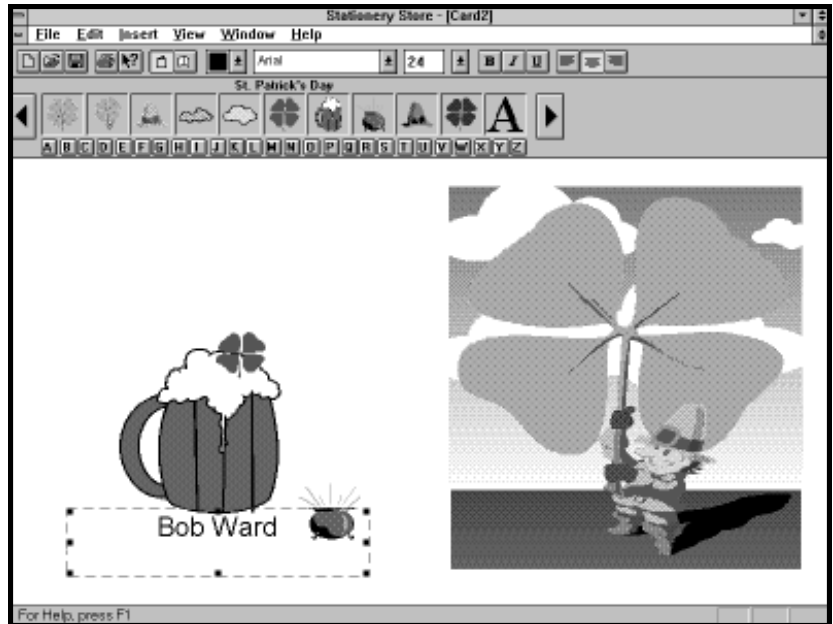 Stationery Store - [Card2]
File Edit Insert View Window Help
Arial 24 B I U
St. Patrick's Day
A
A B C D E F G H I J K L M N O P Q R S T U V W X Y Z
Bob Ward
For Help, press F1